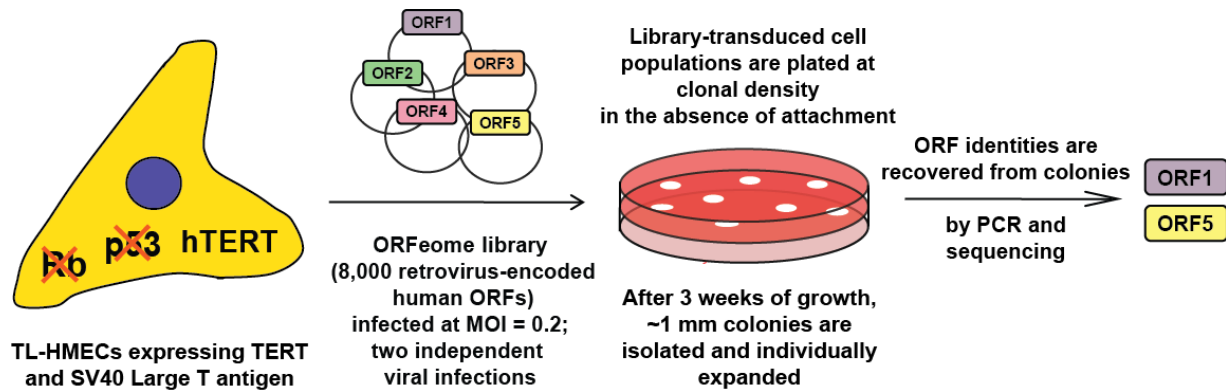 Rb
p53
hTERT
TL-HMECs expressing TERT
and SV40 Large T antigen
ORF1
ORF2
ORF3
ORF4
ORF5
ORFeome library
(8,000 retrovirus-encoded
human ORFs)
infected at MOI = 0.2;
two independent
viral infections
Library-transduced cell
populations are plated at
clonal density
in the absence of attachment
After 3 weeks of growth,
~1 mm colonies are
isolated and individually
expanded
ORF identities are
recovered from colonies
by PCR and
sequencing
ORF1
ORF5